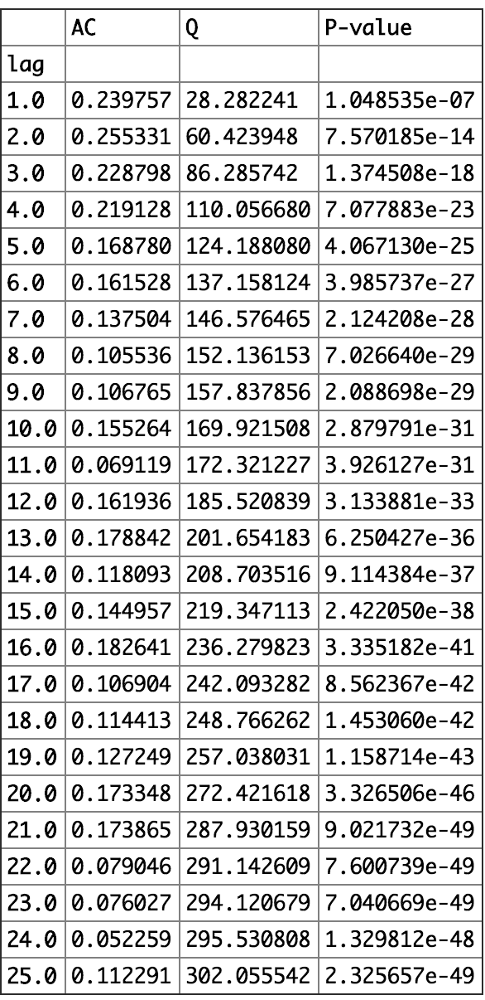 AC Q P-value
lag
1.0 0.239757 28.282241 1.048535e-07
2.0 0.255331 60.423948 7.570185e-14
3.0 0.228798 86.285742 1.374508e-18
4.0 0.219128 110.056680 7.077883e-23
5.0 0.168780 124.188080 4.067130e-25
6.0 0.161528 137.158124 3.985737e-27
7.0 0.137504 146.576465 2.124208e-28
8.0 0.105536 152.136153 7.026640e-29
9.0 0.106765 157.837856 2.088698e-29
10.0 0.155264 169.921508 2.879791e-31
11.0 0.069119 172.321227 3.926127e-31
12.0 0.161936 185.520839 3.133881e-33
13.0 0.178842 201.654183 6.250427e-36
14.0 0.118093 208.703516 9.114384e-37
15.0 0.144957 219.347113 2.422050e-38
16.0 0.182641 236.279823 3.335182e-41
17.0 0.106904 242.093282 8.562367e-42
18.0 0.114413 248.766262 1.453060e-42
19.0 0.127249 257.038031 1.158714e-43
20.0 0.173348 272.421618 3.326506e-46
21.0 0.173865 287.930159 9.021732e-49
22.0 0.079046 291.142609 7.600739e-49
23.0 0.076027 294.120679 7.040669e-49
24.0 0.052259 295.530808 1.329812e-48
25.0 0.112291 302.055542 2.325657e-49